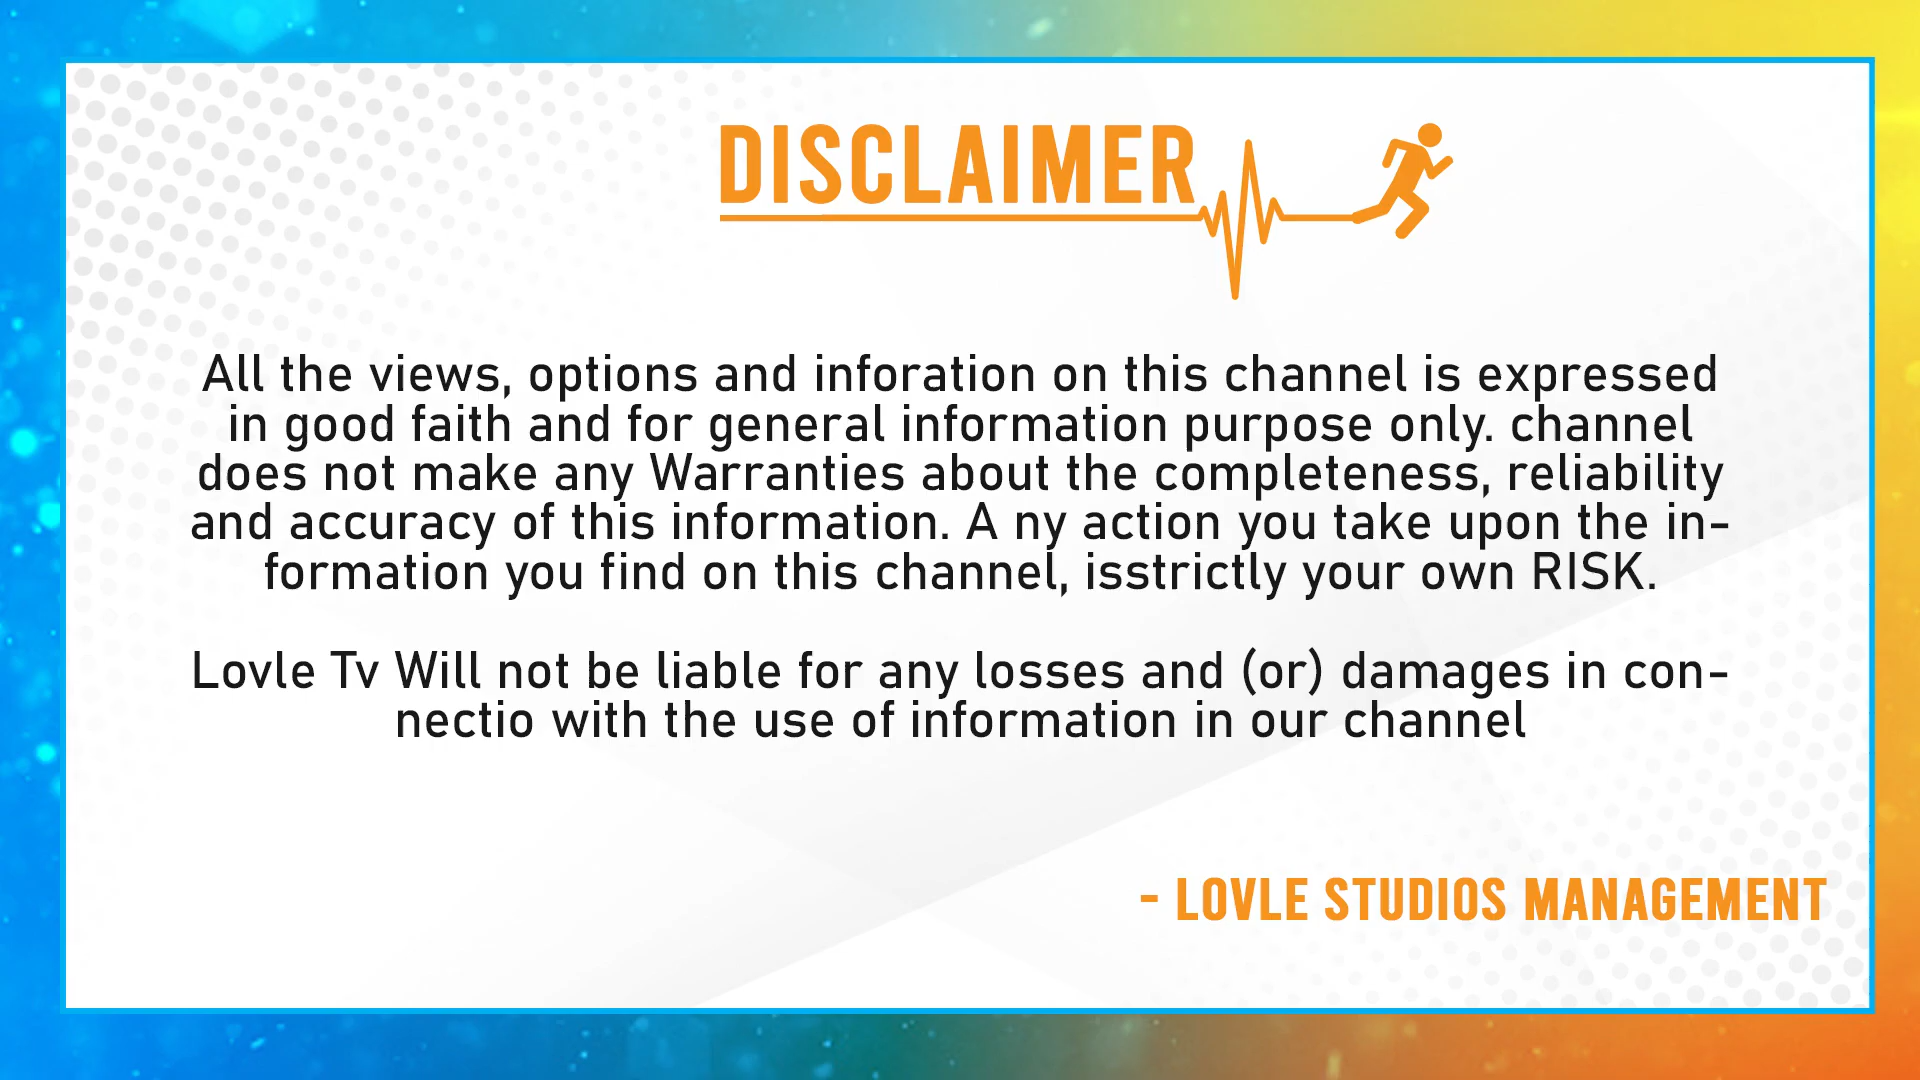 DISCLAIMER
All the views, options and inforation on this channel is expressed
in good faith and for general information purpose only. channel
does not make any Warranties about the completeness, reliability
and accuracy of this information. A ny action you take upon the in-
formation you find on this channel, isstrictly your own RISK.
Lovle Tv Will not be liable for any losses and (or) damages in con-
nectio with the use of information in our channel
- LOVLE STUDIOS MANAGEMENT